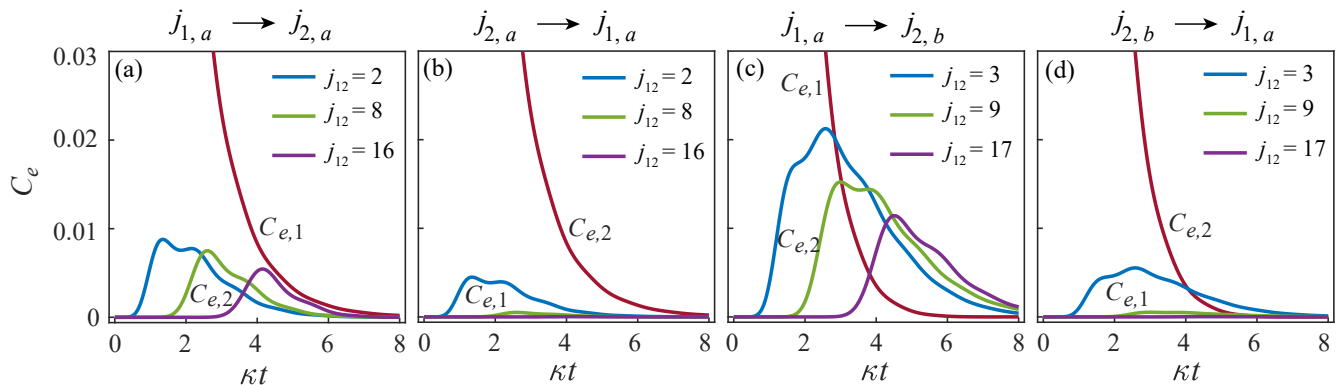 j1, a → j2, a
j2, a → j1, a
j1, a → j2, b
j2, b → j1, a
(a)
j12 = 2
j12 = 8
j12 = 16
Ce,1
Ce,2
(b)
j12 = 2
j12 = 8
j12 = 16
Ce,2
Ce,1
(c)
Ce,1
j12 = 3
j12 = 9
j12 = 17
Ce,2
(d)
j12 = 3
j12 = 9
j12 = 17
Ce,2
Ce,1
Ce
0.03
0.02
0.01
0
0 2 4 6 8
0 2 4 6 8
0 2 4 6 8
0 2 4 6 8
κt
κt
κt
κt